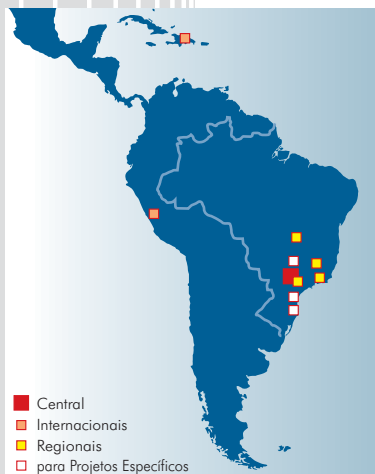 Central
Internacionais
Regionais
para Projetos Específicos